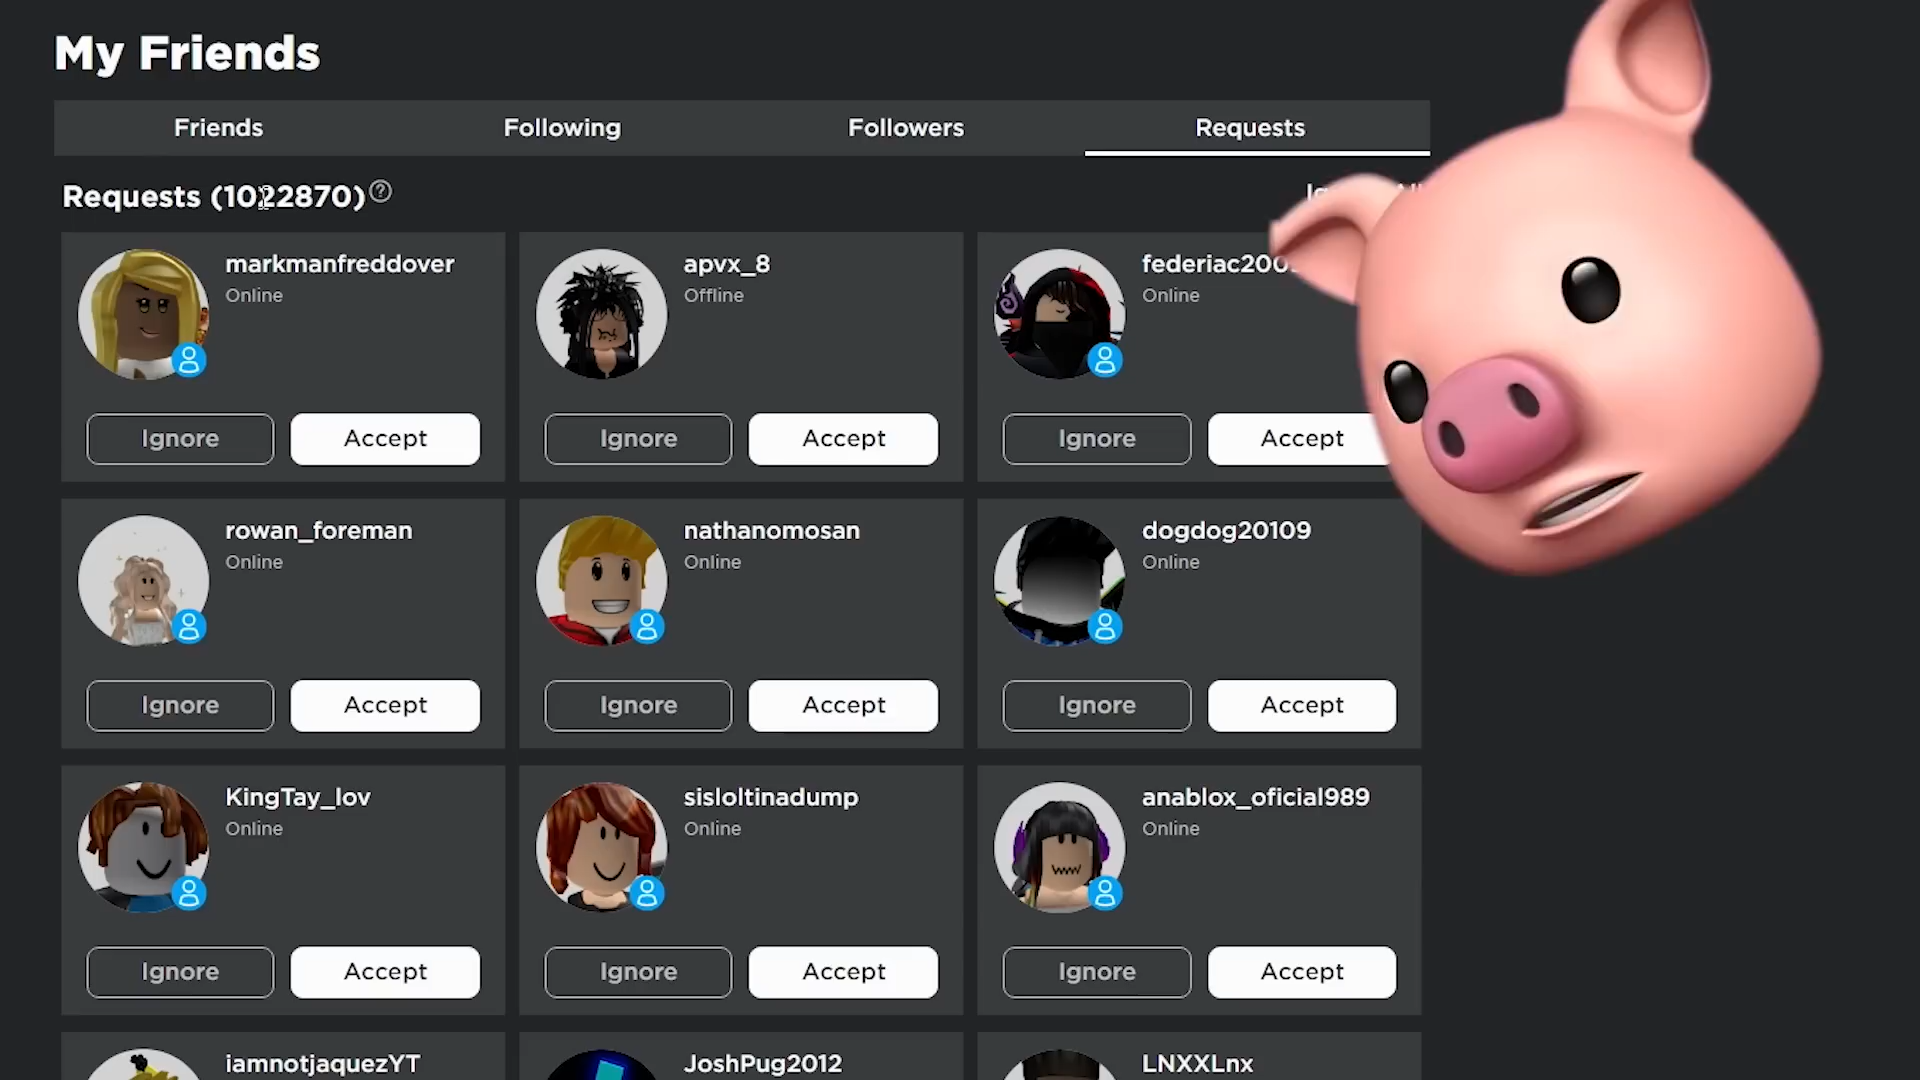 My Friends
Friends Following Followers Requests
Requests (1022870)
markmanfreddover apvx_8
Online Offline Online
Ignore Accept Ignore Accept Ignore Accept
rowan_foreman nathanomosan dogdog20109
Online Online Online
Ignore Accept Ignore Accept Ignore Accept
KingTay_lov sisloltinadump anablox_oficial989
Online Online Online
Ignore Accept Ignore Accept Ignore Accept
iamnotjaquezYT JoshPug2012 LNXXLnx